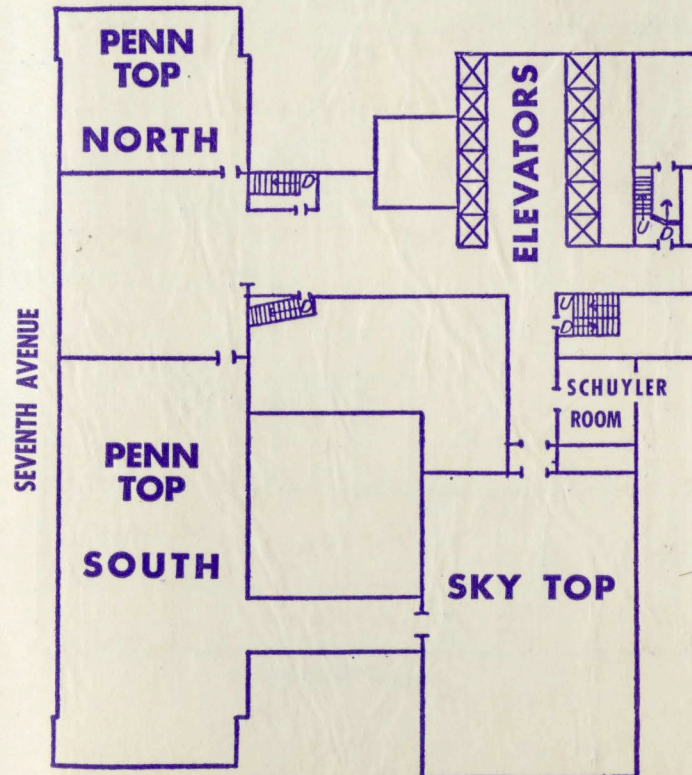 PENN
TOP
NORTH
ELEVATORS
D
U
D
D
U
D
SEVENTH AVENUE
SCHUYLER
ROOM
PENN
TOP
SOUTH
SKY TOP